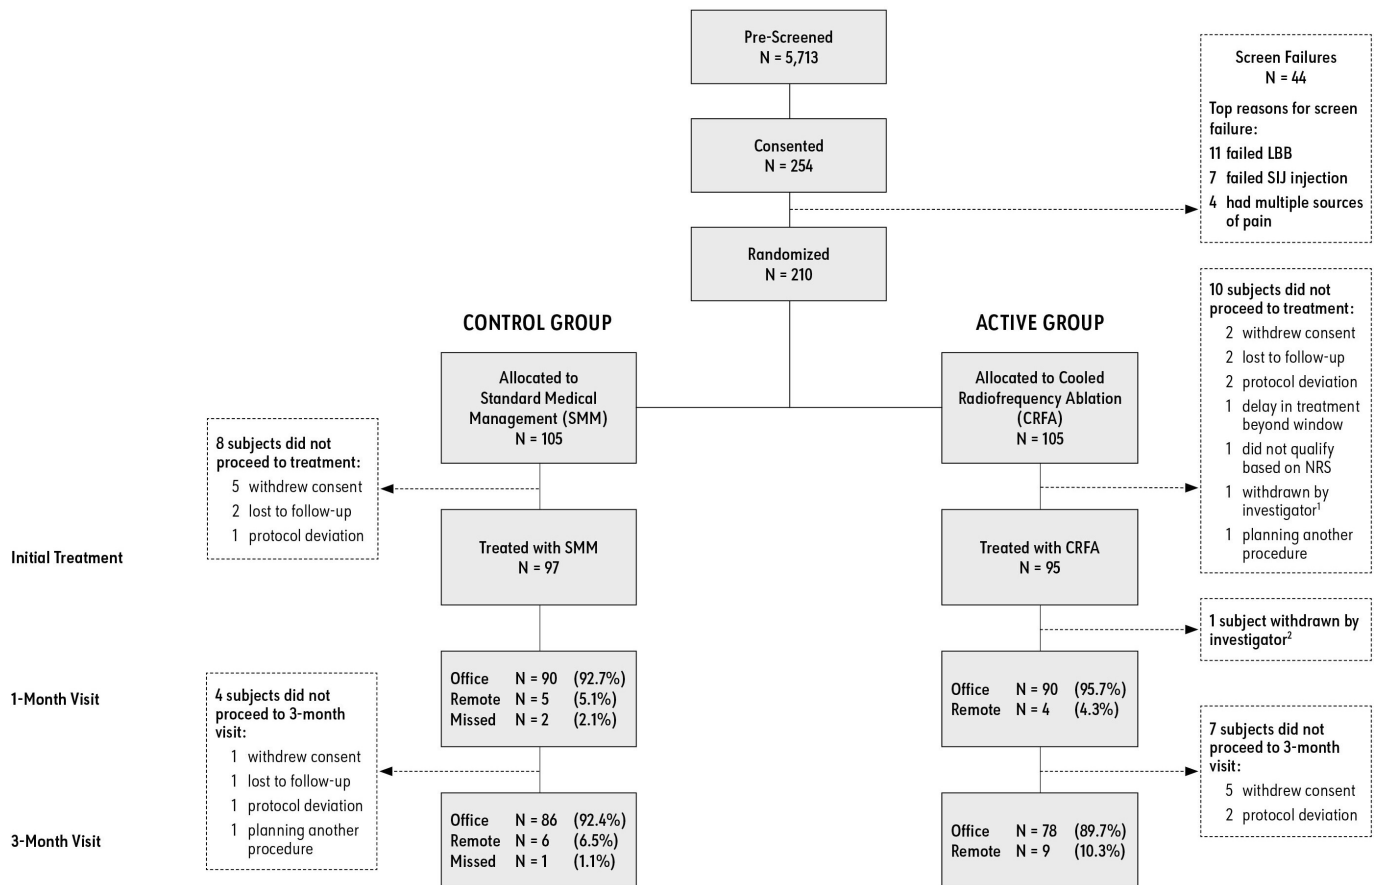 Pre-Screened
N = 5,713
Consented
N = 254
Screen Failures
N = 44
Top reasons for screen
failure:
11 failed LBB
7 failed SIJ injection
4 had multiple sources
of pain
Randomized
N = 210
CONTROL GROUP
ACTIVE GROUP
Allocated to
Standard Medical
Management (SMM)
N = 105
Allocated to Cooled
Radiofrequency Ablation
(CRFA)
N = 105
8 subjects did not
proceed to treatment:
5 withdrew consent
2 lost to follow-up
1 protocol deviation
10 subjects did not
proceed to treatment:
2 withdrew consent
2 lost to follow-up
2 protocol deviation
1 delay in treatment
beyond window
1 did not qualify
based on NRS
1 withdrawn by
investigator¹
1 planning another
procedure
Initial Treatment
Treated with SMM
N = 97
Treated with CRFA
N = 95
1 subject withdrawn by
investigator²
1-Month Visit
Office N = 90 (92.7%)
Remote N = 5 (5.1%)
Missed N = 2 (2.1%)
Office N = 90 (95.7%)
Remote N = 4 (4.3%)
4 subjects did not
proceed to 3-month
visit:
1 withdrew consent
1 lost to follow-up
1 protocol deviation
1 planning another
procedure
7 subjects did not
proceed to 3-month
visit:
5 withdrew consent
2 protocol deviation
3-Month Visit
Office N = 86 (92.4%)
Remote N = 6 (6.5%)
Missed N = 1 (1.1%)
Office N = 78 (89.7%)
Remote N = 9 (10.3%)